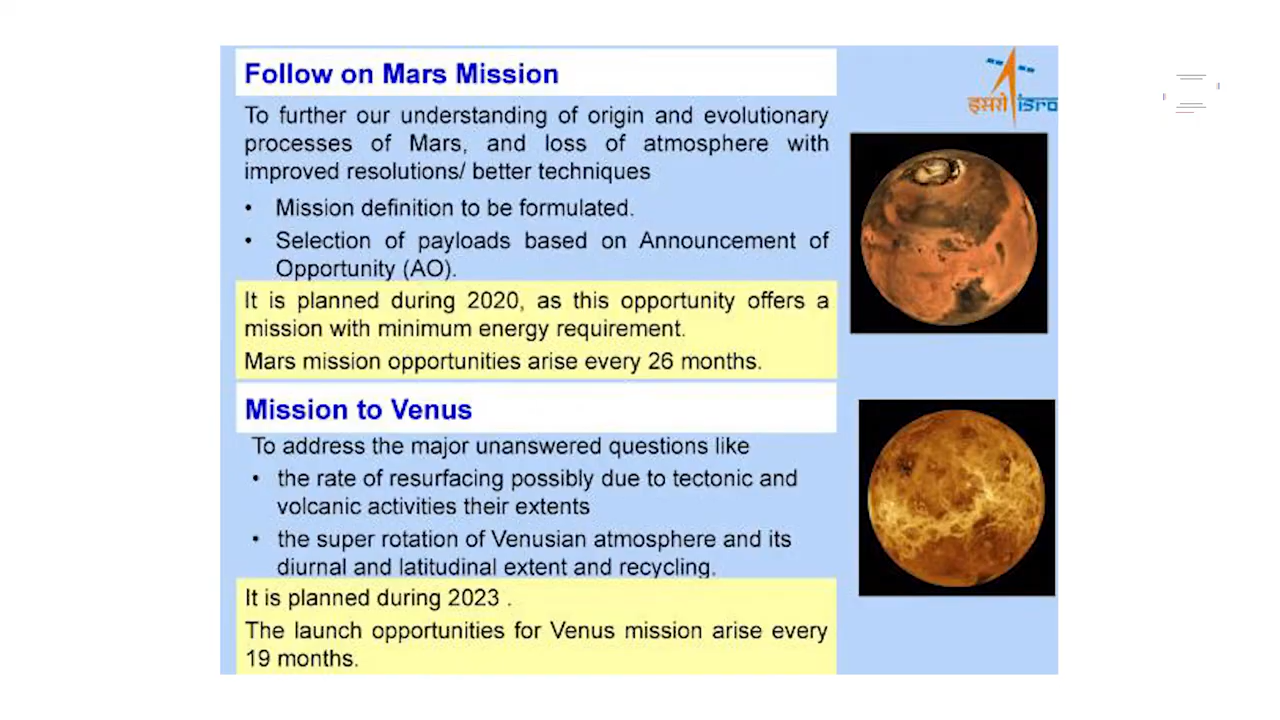 Follow on Mars Mission
इसरो isro
To further our understanding of origin and evolutionary
processes of Mars, and loss of atmosphere with
improved resolutions/ better techniques
• Mission definition to be formulated.
• Selection of payloads based on Announcement of
Opportunity (AO).
It is planned during 2020, as this opportunity offers a
mission with minimum energy requirement.
Mars mission opportunities arise every 26 months.
Mission to Venus
To address the major unanswered questions like
• the rate of resurfacing possibly due to tectonic and
volcanic activities their extents
• the super rotation of Venusian atmosphere and its
diurnal and latitudinal extent and recycling.
It is planned during 2023 .
The launch opportunities for Venus mission arise every
19 months.